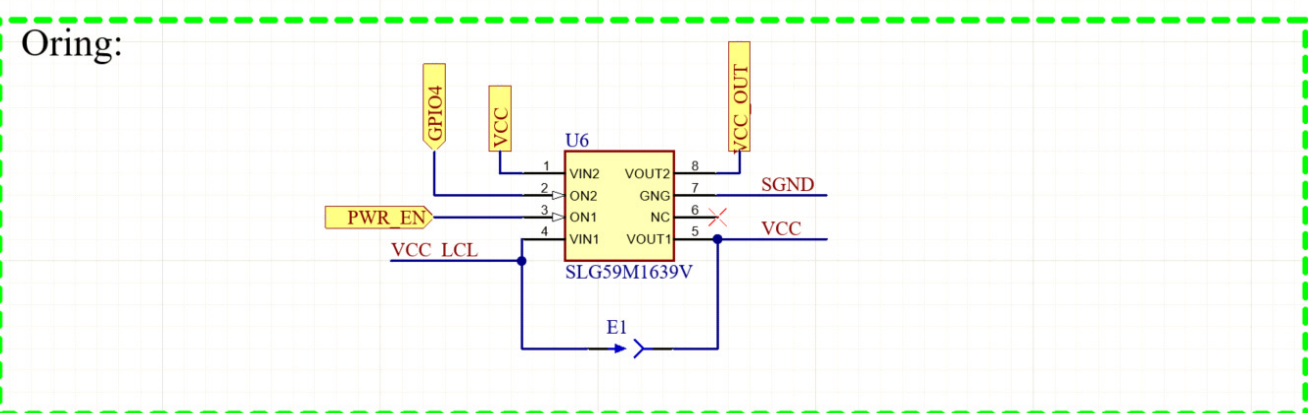 Oring:
GPIO4
VCC
VCC_OUT
U6
1 VIN2 VOUT2 8
2 ON2 GNG 7 SGND
PWR_EN 3 ON1 NC 6
4 VIN1 VOUT1 5 VCC
VCC_LCL
SLG59M1639V
E1